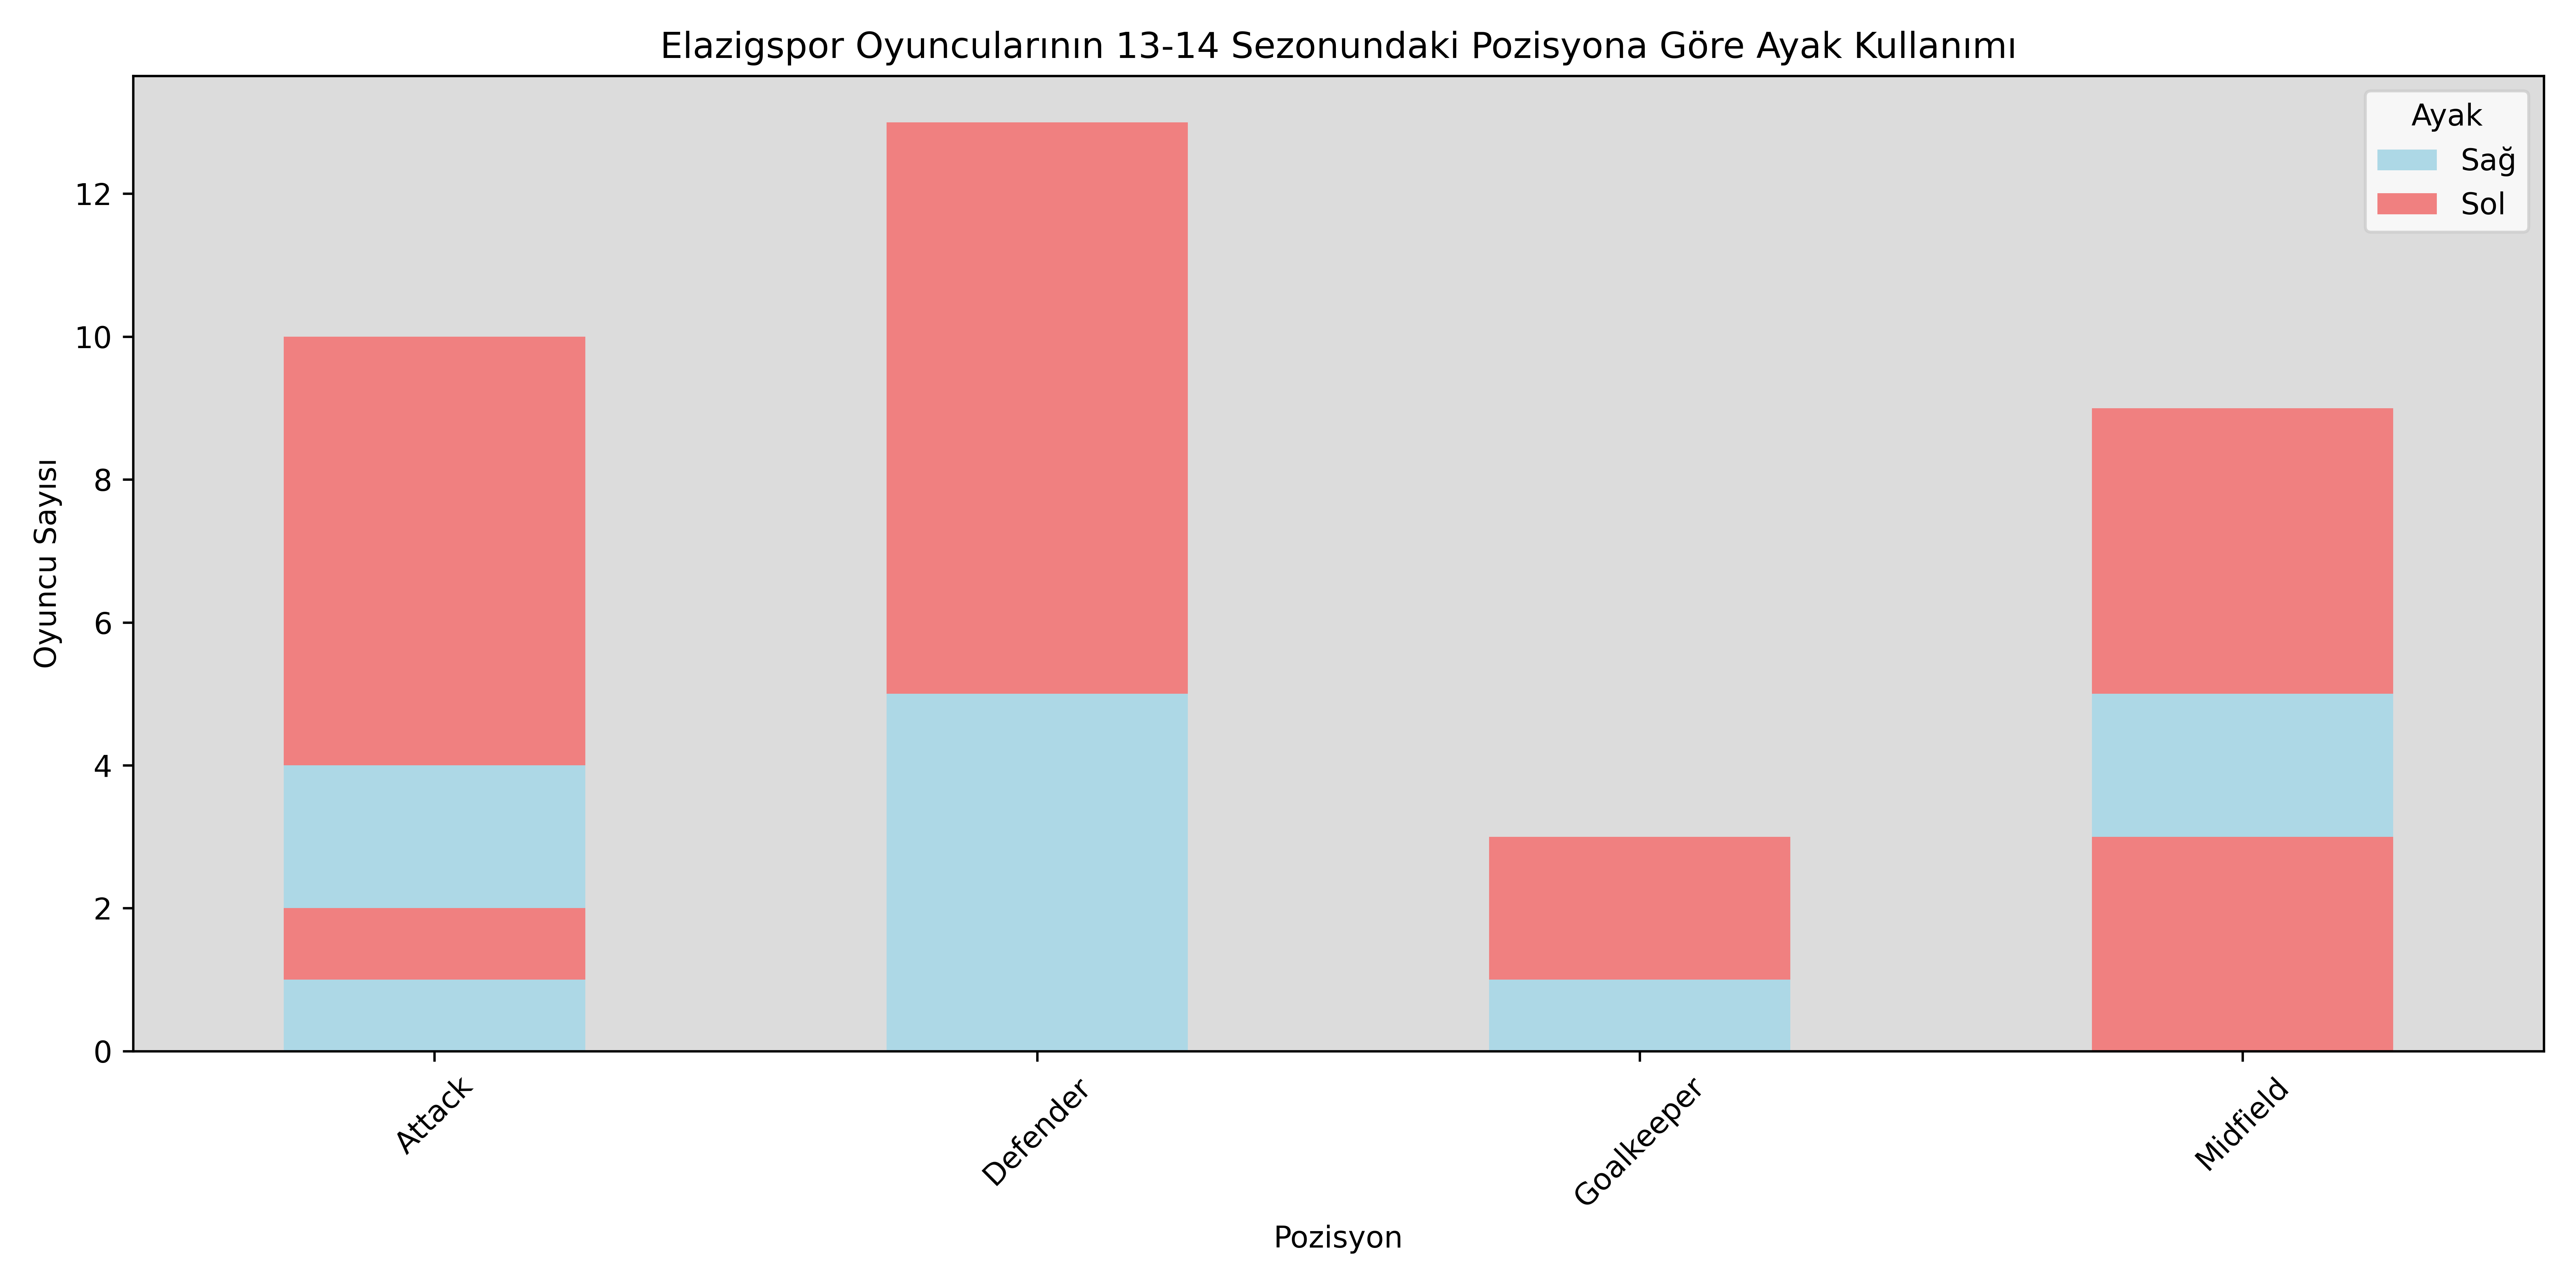 Elazigspor Oyuncularının 13-14 Sezonundaki Pozisyona Göre Ayak Kullanımı
Ayak
Sağ
Sol
Oyuncu Sayısı
12
10
8
6
4
2
0
Attack
Defender
Goalkeeper
Midfield
Pozisyon